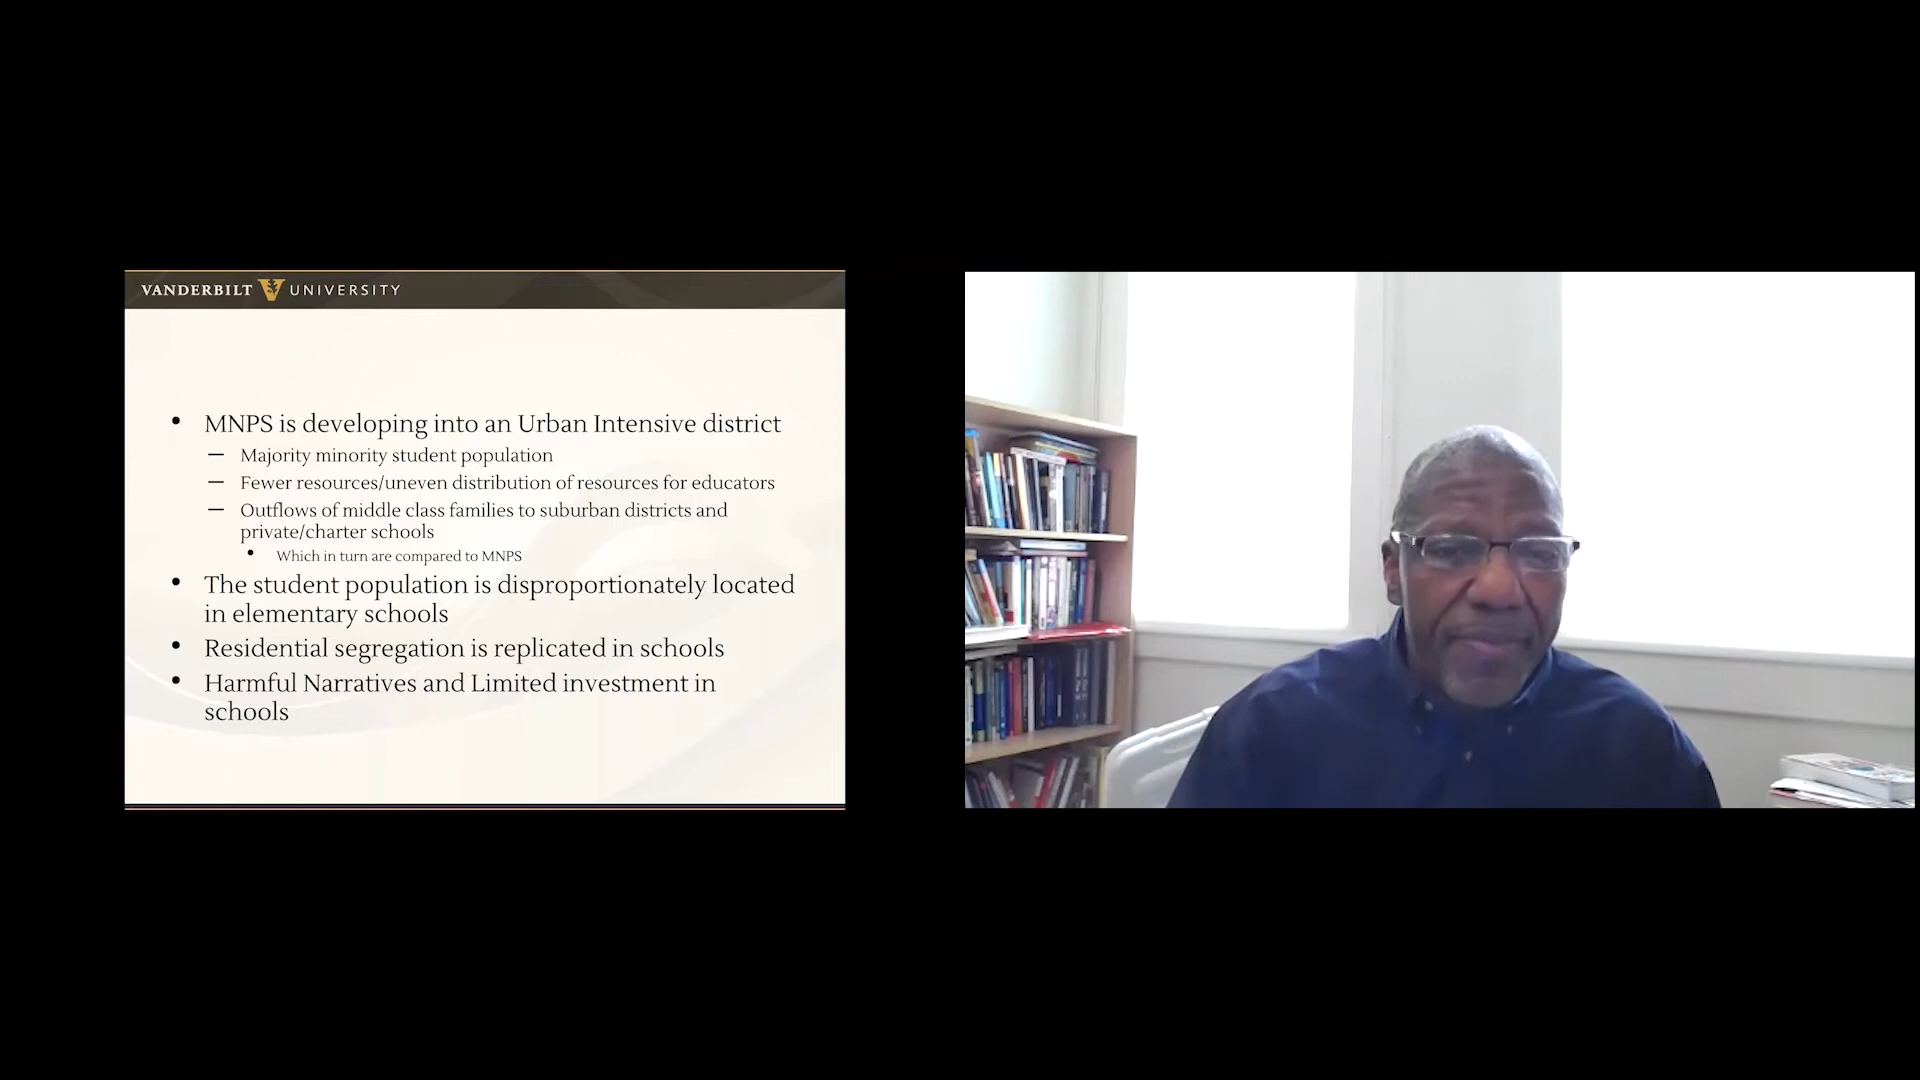 VANDERBILT UNIVERSITY
• MNPS is developing into an Urban Intensive district
– Majority minority student population
– Fewer resources/uneven distribution of resources for educators
– Outflows of middle class families to suburban districts and
private/charter schools
• Which in turn are compared to MNPS
• The student population is disproportionately located
in elementary schools
• Residential segregation is replicated in schools
• Harmful Narratives and Limited investment in
schools